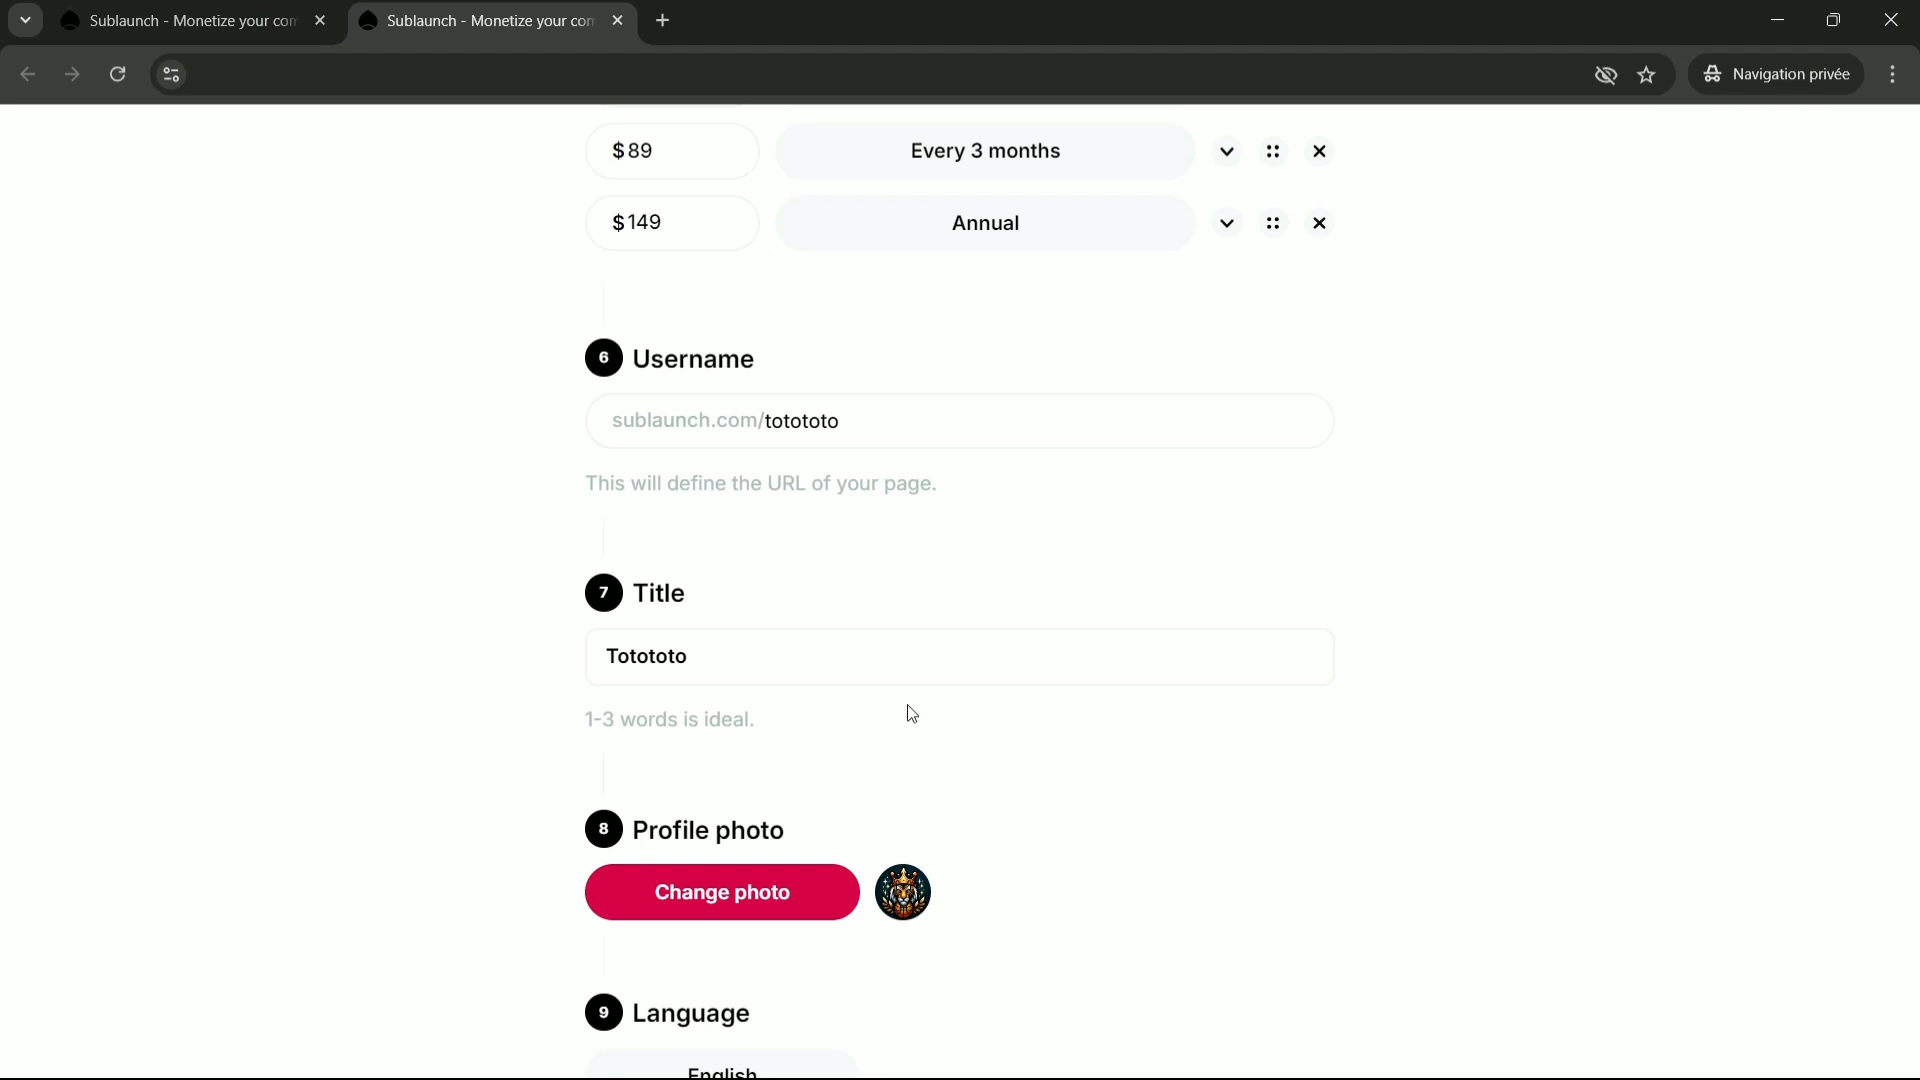 Sublaunch - Monetize your com
Sublaunch - Monetize your con
Navigation privée
$89
Every 3 months
$149
Annual
6 Username
sublaunch.com/totototo
This will define the URL of your page.
7 Title
Totototo
1-3 words is ideal.
8 Profile photo
Change photo
9 Language
English